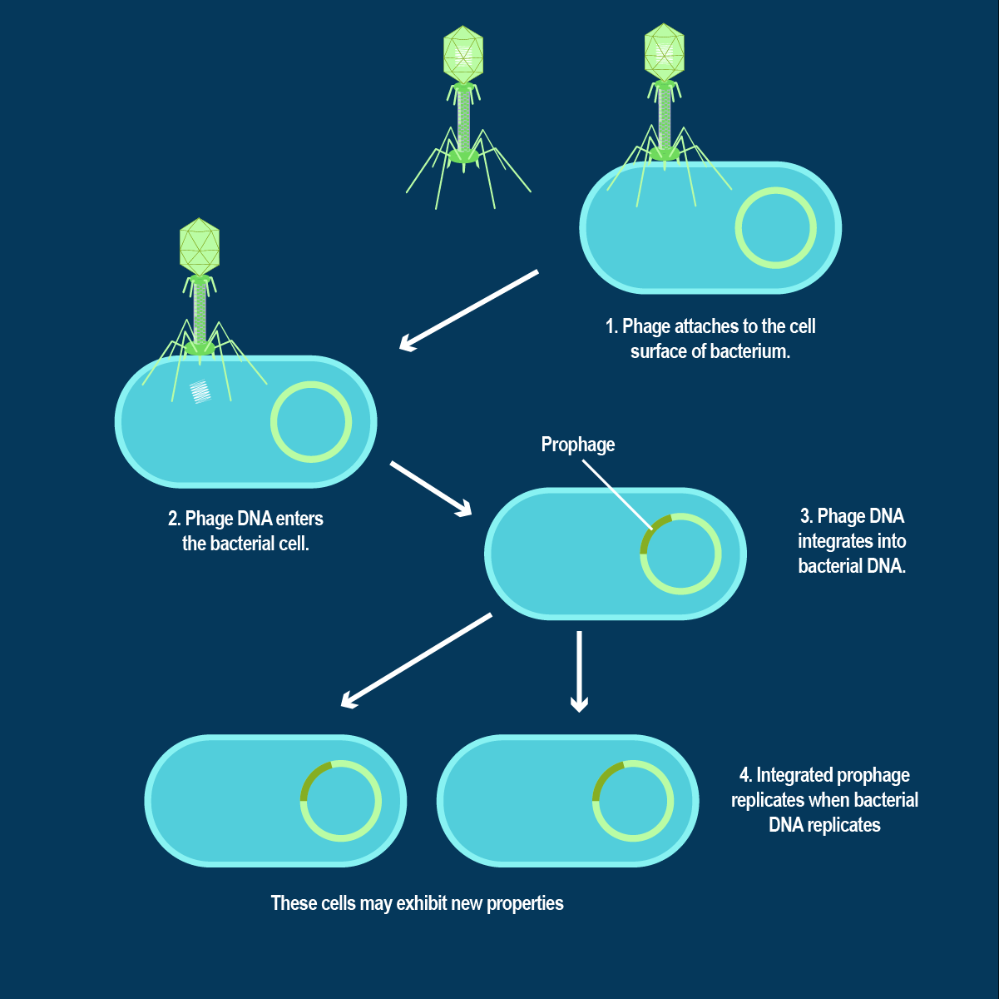 1. Phage attaches to the cell
surface of bacterium.
2. Phage DNA enters
the bacterial cell.
Prophage
3. Phage DNA
integrates into
bacterial DNA.
4. Integrated prophage
replicates when bacterial
DNA replicates
These cells may exhibit new properties